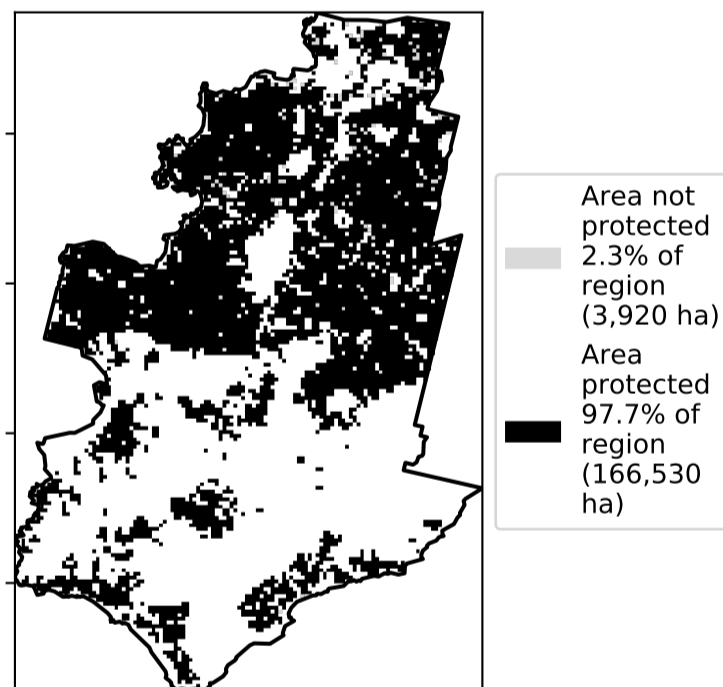 Area not
protected
2.3% of
region
(3,920 ha)
Area
protected
97.7% of
region
(166,530
ha)